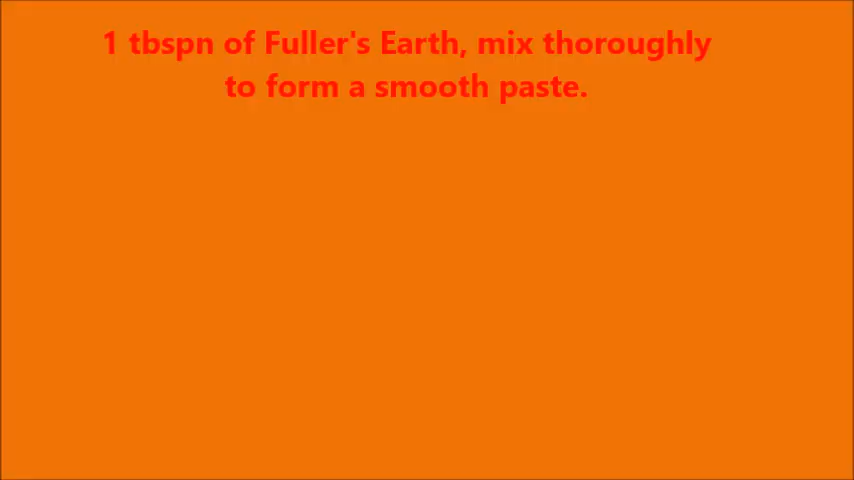 1 tbspn of Fuller's Earth, mix thoroughly
to form a smooth paste.